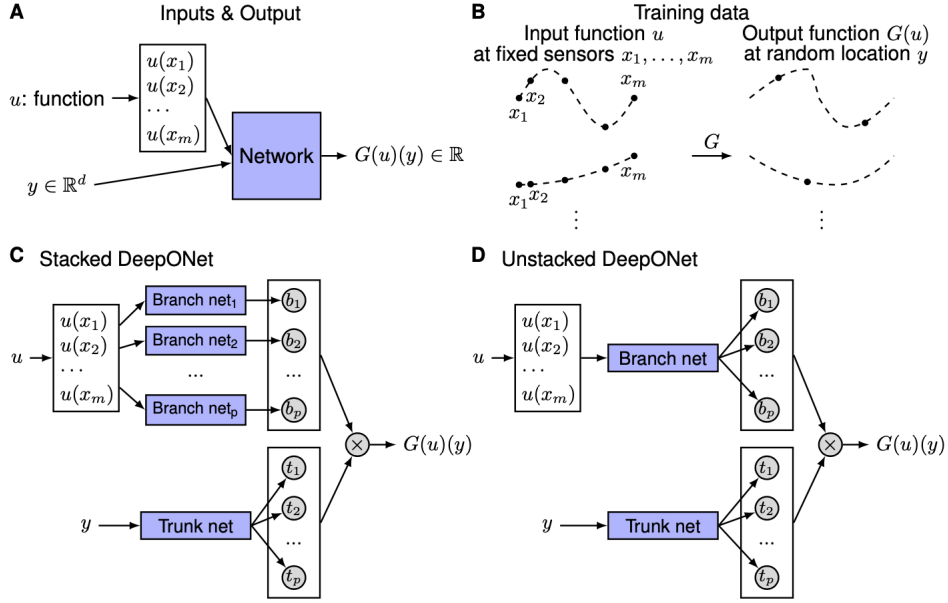 A Inputs & Output
u: function
u(x₁)
u(x₂)
...
u(xₘ)
Network
G(u)(y) ∈ ℝ
y ∈ ℝᵈ
B Training data
Input function u
at fixed sensors x₁, . . . , xₘ
Output function G(u)
at random location y
x₁
x₂
xₘ
G
x₁
x₂
xₘ
⋮
⋮
C Stacked DeepONet
u
u(x₁)
u(x₂)
...
u(xₘ)
Branch net₁
Branch net₂
...
Branch netₚ
b₁
b₂
...
bₚ
×
G(u)(y)
y
Trunk net
t₁
t₂
...
tₚ
D Unstacked DeepONet
u
u(x₁)
u(x₂)
...
u(xₘ)
Branch net
b₁
b₂
...
bₚ
×
G(u)(y)
y
Trunk net
t₁
t₂
...
tₚ